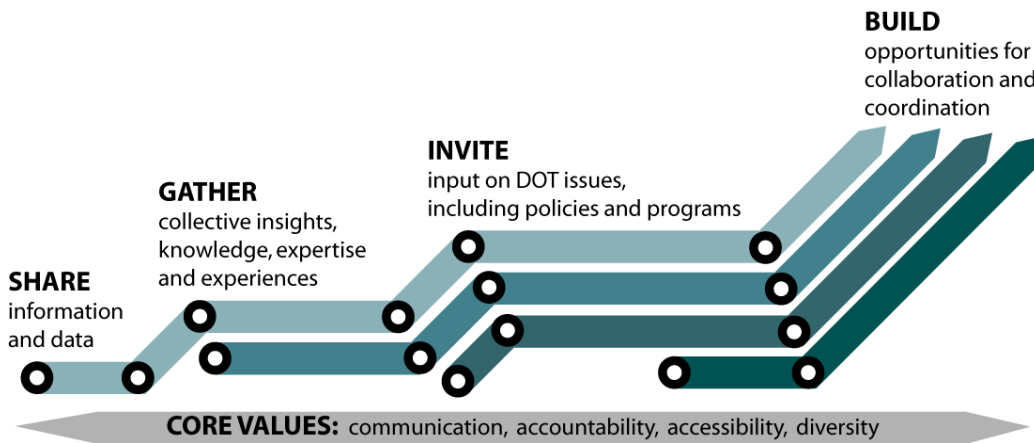 SHARE
information
and data
GATHER
collective insights,
knowledge, expertise
and experiences
INVITE
input on DOT issues,
including policies and programs
BUILD
opportunities for
collaboration and
coordination
CORE VALUES: communication, accountability, accessibility, diversity